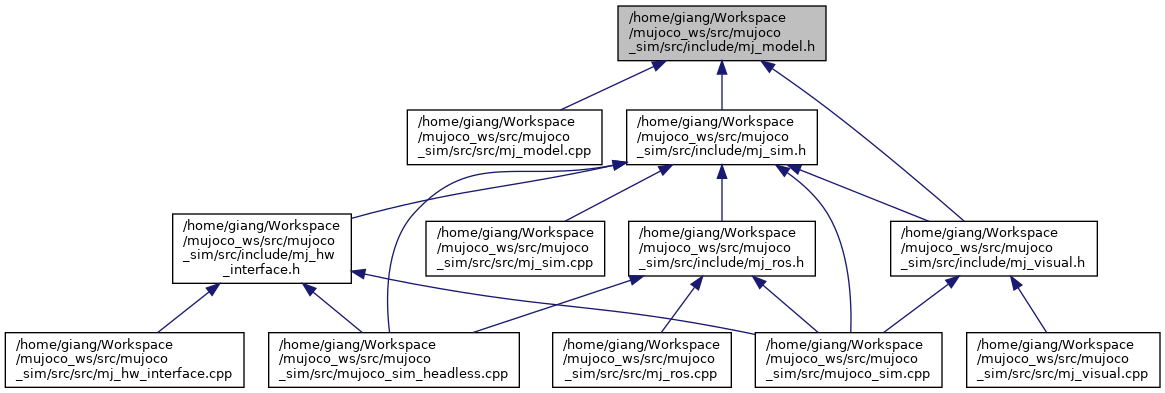 /home/giang/Workspace
/mujoco_ws/src/mujoco
_sim/src/include/mj_model.h
/home/giang/Workspace
/mujoco_ws/src/mujoco
_sim/src/src/mj_model.cpp
/home/giang/Workspace
/mujoco_ws/src/mujoco
_sim/src/include/mj_sim.h
/home/giang/Workspace
/mujoco_ws/src/mujoco
_sim/src/include/mj_hw
_interface.h
/home/giang/Workspace
/mujoco_ws/src/mujoco
_sim/src/src/mj_sim.cpp
/home/giang/Workspace
/mujoco_ws/src/mujoco
_sim/src/include/mj_ros.h
/home/giang/Workspace
/mujoco_ws/src/mujoco
_sim/src/include/mj_visual.h
/home/giang/Workspace
/mujoco_ws/src/mujoco
_sim/src/src/mj_hw_interface.cpp
/home/giang/Workspace
/mujoco_ws/src/mujoco
_sim/src/mujoco_sim_headless.cpp
/home/giang/Workspace
/mujoco_ws/src/mujoco
_sim/src/src/mj_ros.cpp
/home/giang/Workspace
/mujoco_ws/src/mujoco
_sim/src/mujoco_sim.cpp
/home/giang/Workspace
/mujoco_ws/src/mujoco
_sim/src/src/mj_visual.cpp